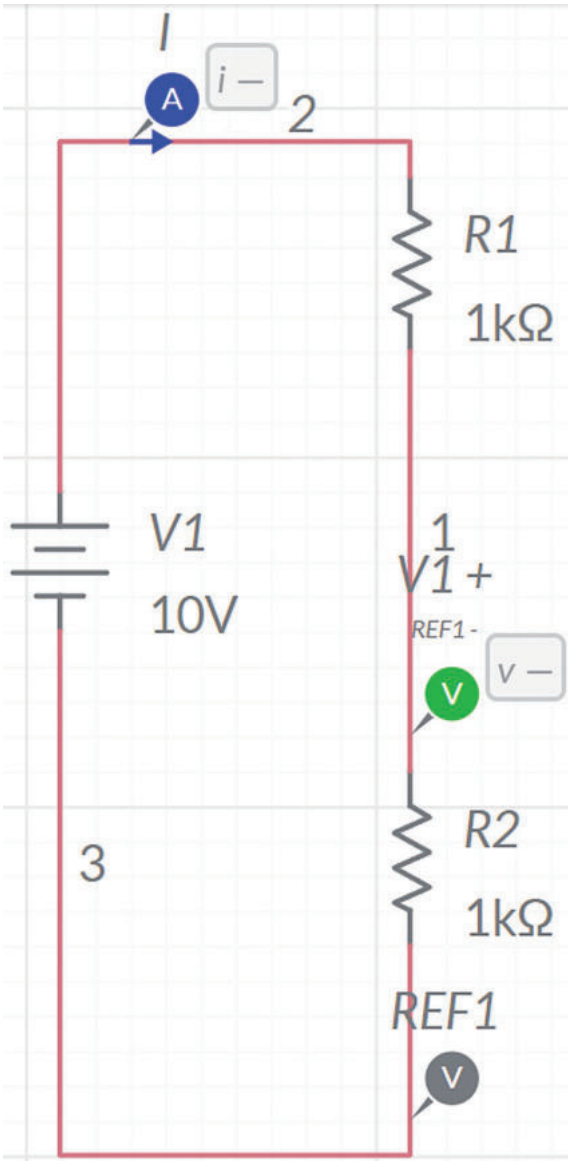 I
A
i —
2
R1
1kΩ
V1
10V
1
V1 +
REF1 -
V
v —
R2
1kΩ
3
REF1
V